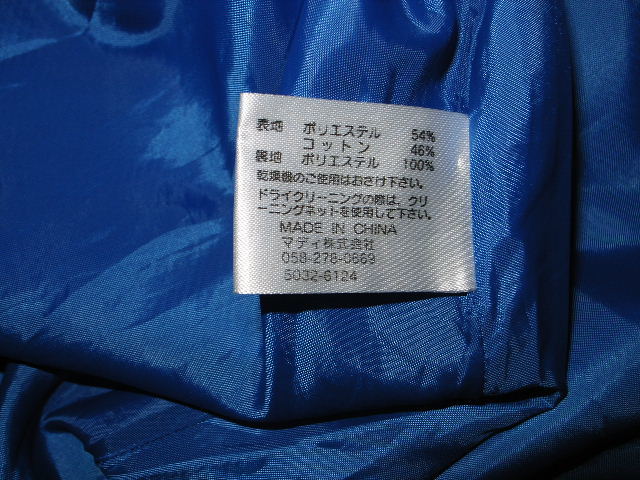 表地 ポリエステル 54%
コットン 46%
裏地 ポリエステル 100%
乾燥機のご使用はおさけ下さい。
ドライクリーニングの際は、クリ
ーニングネットを使用して下さい。
MADE IN CHINA
マディ株式会社
058-278-0669
5032-6124